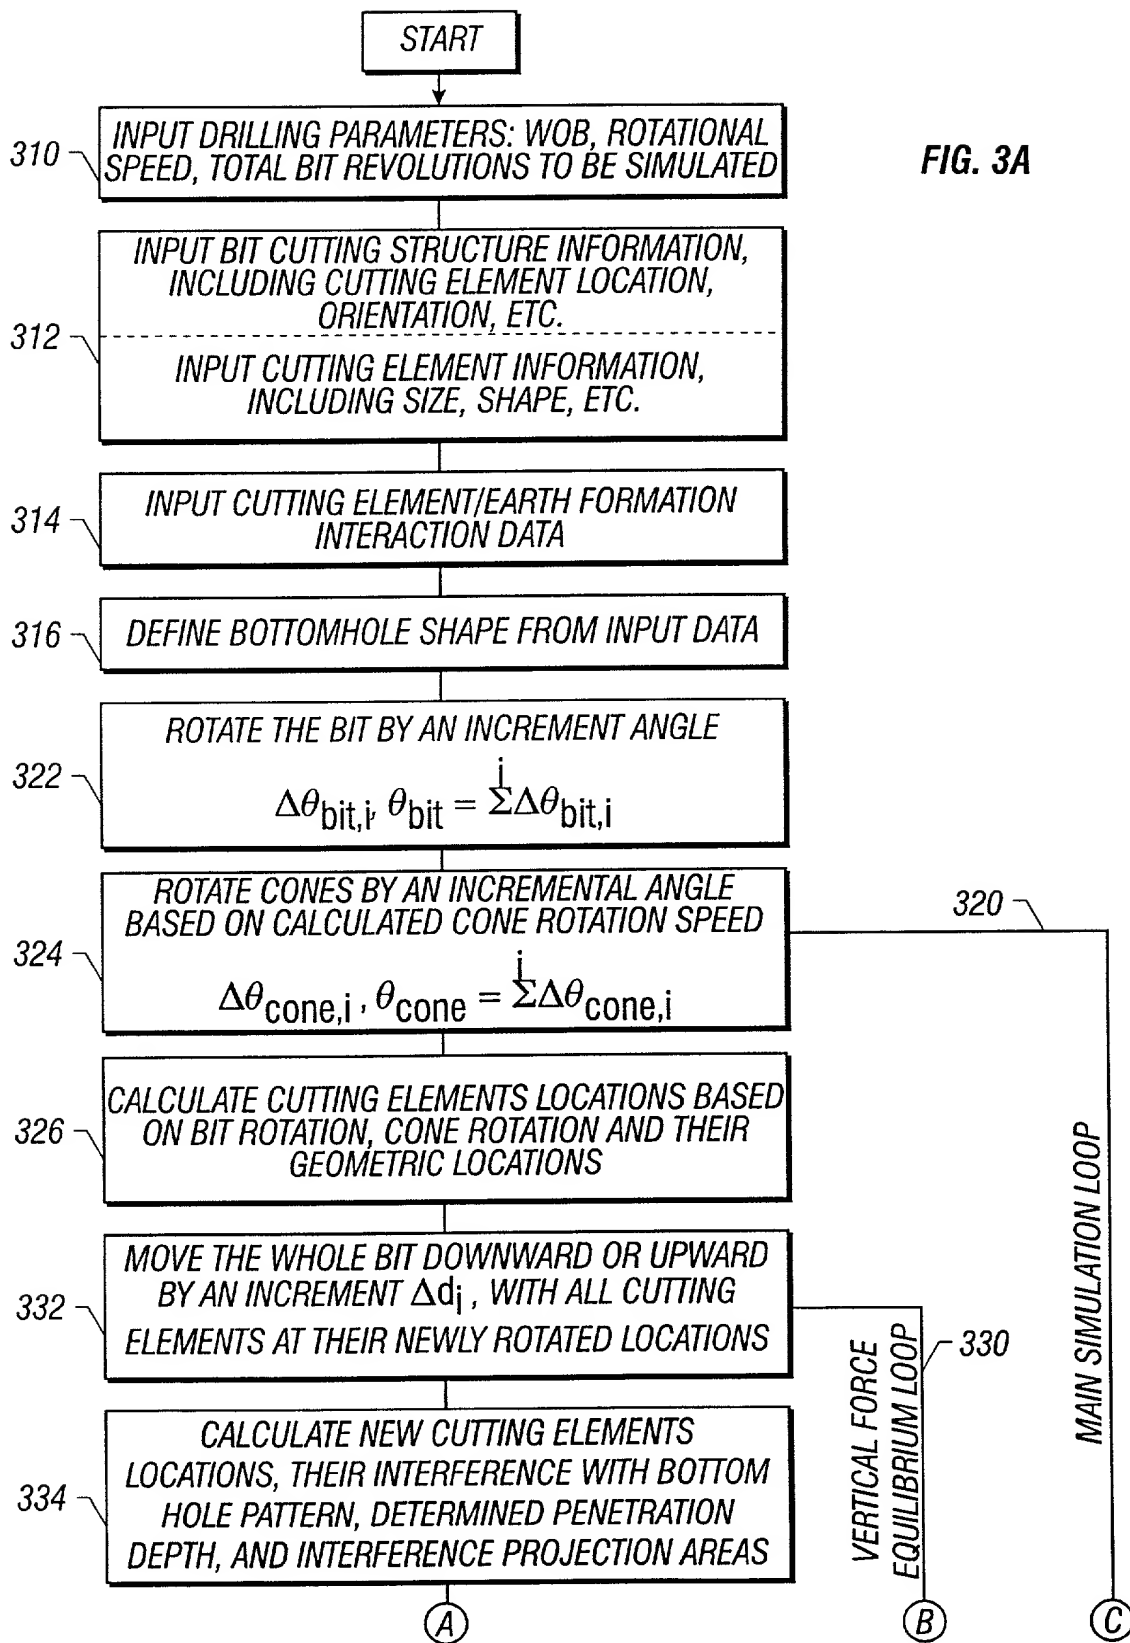 START
FIG. 3A
310
INPUT DRILLING PARAMETERS: WOB, ROTATIONAL
SPEED, TOTAL BIT REVOLUTIONS TO BE SIMULATED
312
INPUT BIT CUTTING STRUCTURE INFORMATION,
INCLUDING CUTTING ELEMENT LOCATION,
ORIENTATION, ETC.
INPUT CUTTING ELEMENT INFORMATION,
INCLUDING SIZE, SHAPE, ETC.
314
INPUT CUTTING ELEMENT/EARTH FORMATION
INTERACTION DATA
316
DEFINE BOTTOMHOLE SHAPE FROM INPUT DATA
322
ROTATE THE BIT BY AN INCREMENT ANGLE
i
Δθbit,i, θbit = ΣΔθbit,i
324
ROTATE CONES BY AN INCREMENTAL ANGLE
BASED ON CALCULATED CONE ROTATION SPEED
i
Δθcone,i, θcone = ΣΔθcone,i
320
326
CALCULATE CUTTING ELEMENTS LOCATIONS BASED
ON BIT ROTATION, CONE ROTATION AND THEIR
GEOMETRIC LOCATIONS
332
MOVE THE WHOLE BIT DOWNWARD OR UPWARD
BY AN INCREMENT Δdi, WITH ALL CUTTING
ELEMENTS AT THEIR NEWLY ROTATED LOCATIONS
330
334
CALCULATE NEW CUTTING ELEMENTS
LOCATIONS, THEIR INTERFERENCE WITH BOTTOM
HOLE PATTERN, DETERMINED PENETRATION
DEPTH, AND INTERFERENCE PROJECTION AREAS
VERTICAL FORCE
EQUILIBRIUM LOOP
MAIN SIMULATION LOOP
A
B
C